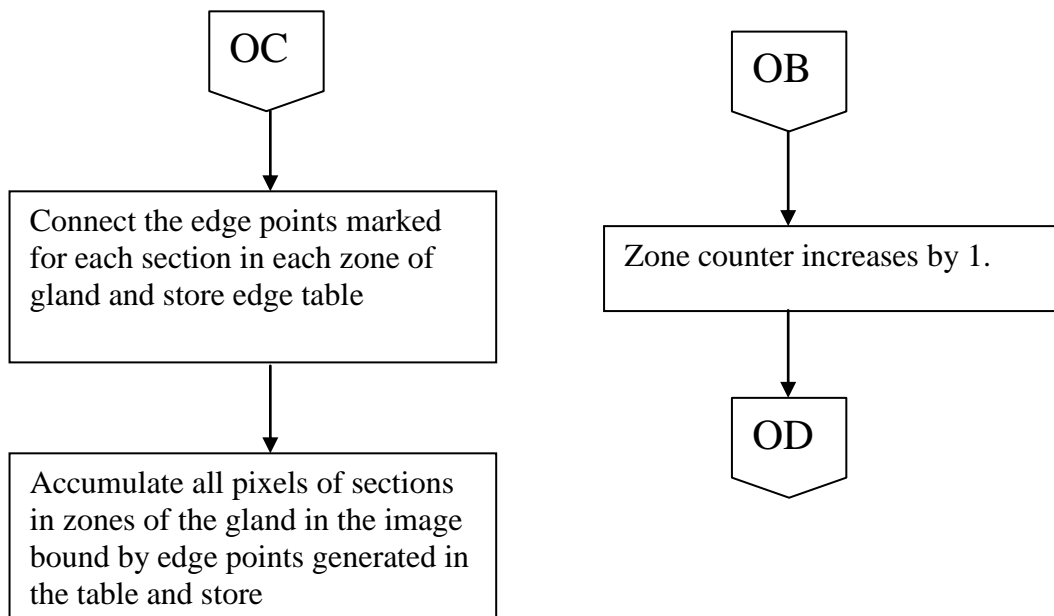 OC
Connect the edge points marked
for each section in each zone of
gland and store edge table
Accumulate all pixels of sections
in zones of the gland in the image
bound by edge points generated in
the table and store
OB
Zone counter increases by 1.
OD